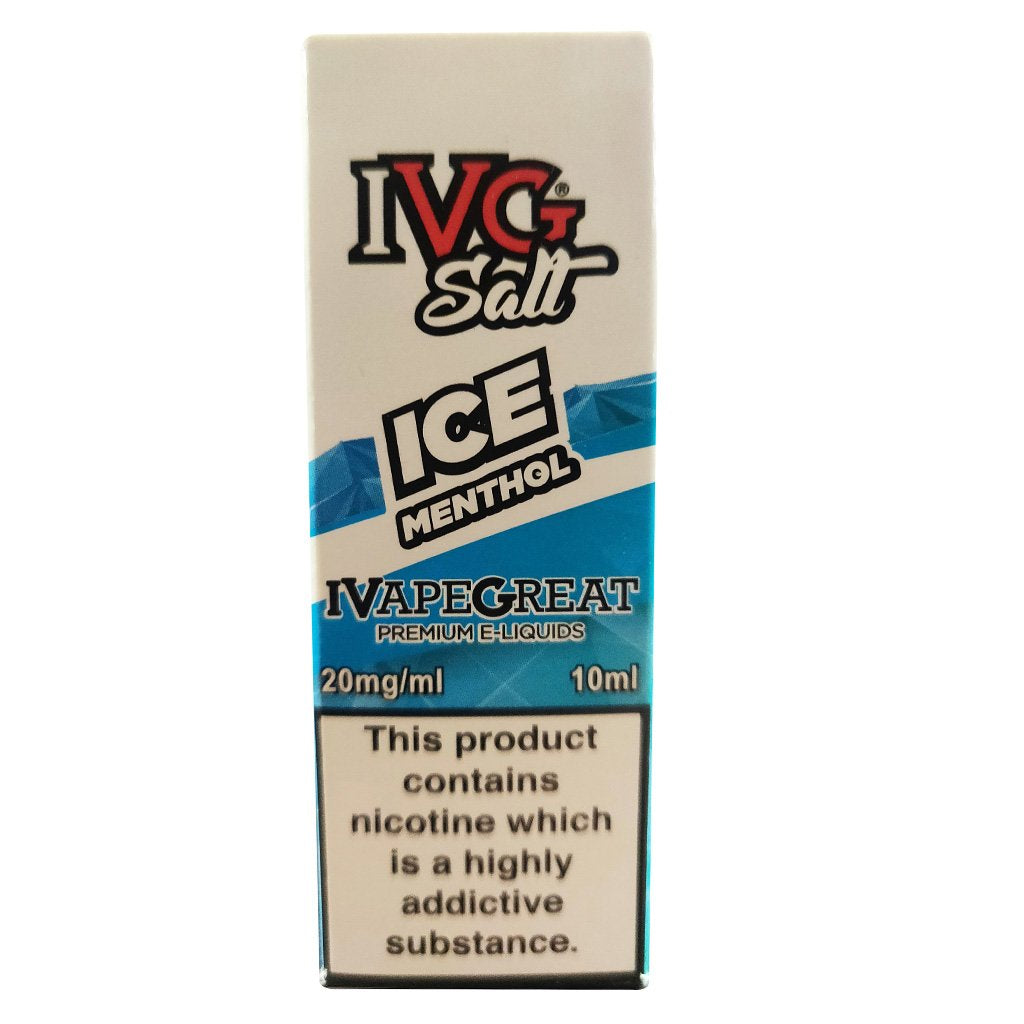 IVG®
Salt
ICE
MENTHOL
IVAPEGREAT
PREMIUM E-LIQUIDS
20mg/ml 10ml
This product
contains
nicotine which
is a highly
addictive
substance.